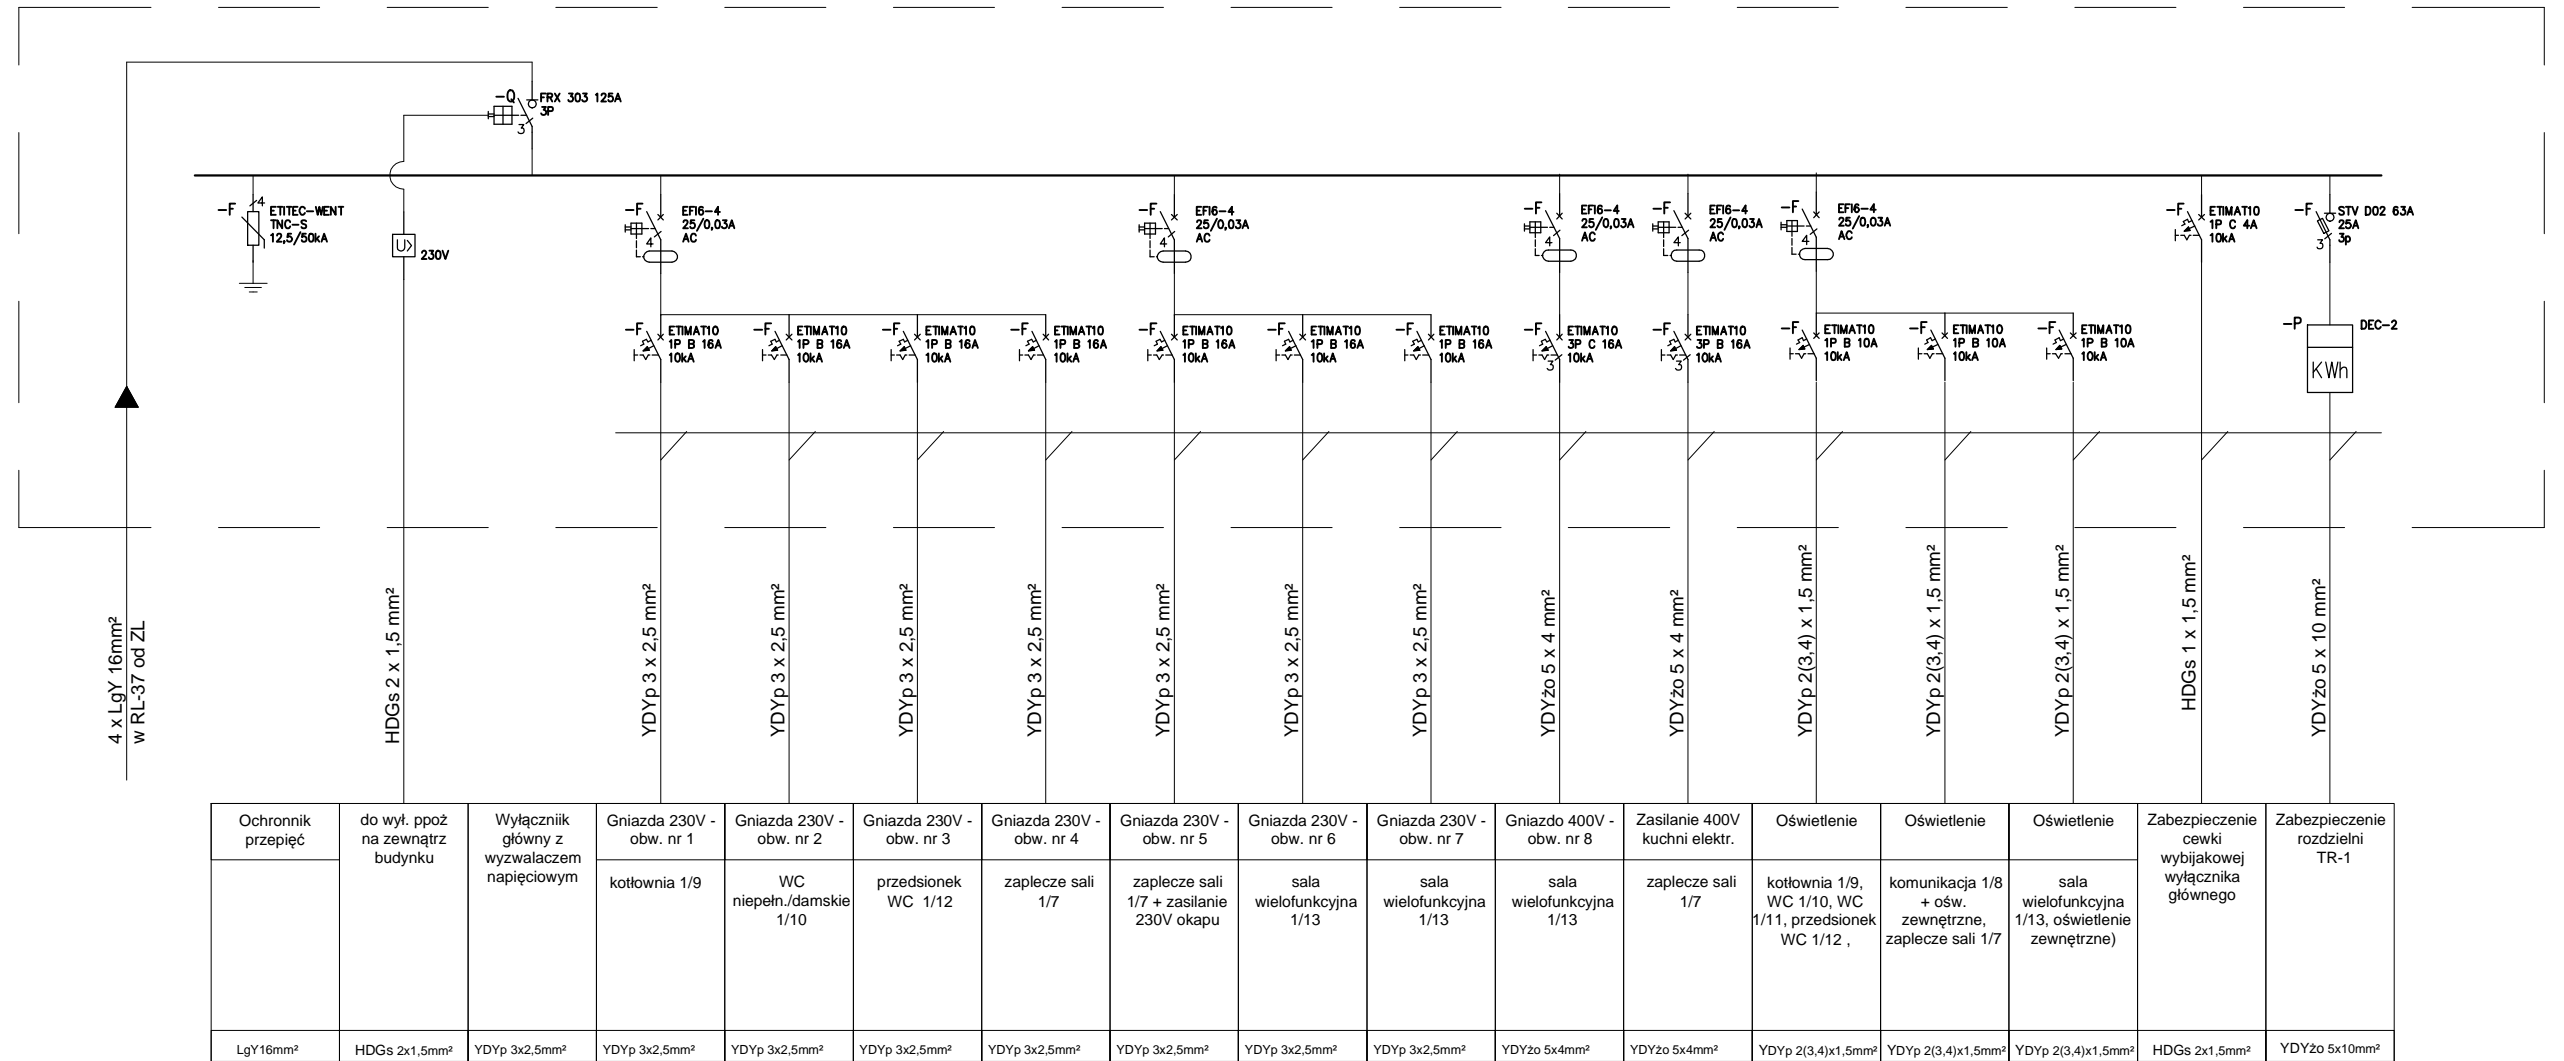 -Q
FRX 303 125A
3P
3
-F
4
ETITEC-WENT
TNC-S
12,5/50kA
U>
230V
-F
EFI6-4
25/0,03A
AC
4
-F
EFI6-4
25/0,03A
AC
4
-F
EFI6-4
25/0,03A
AC
4
-F
EFI6-4
25/0,03A
AC
4
-F
EFI6-4
25/0,03A
AC
4
-F
ETIMAT10
1P C 4A
10kA
-F
STV D02 63A
25A
3p
3
-F
ETIMAT10
1P B 16A
10kA
-F
ETIMAT10
1P B 16A
10kA
-F
ETIMAT10
1P B 16A
10kA
-F
ETIMAT10
1P B 16A
10kA
-F
ETIMAT10
1P B 16A
10kA
-F
ETIMAT10
1P B 16A
10kA
-F
ETIMAT10
1P B 16A
10kA
-F
ETIMAT10
3P C 16A
10kA
3
-F
ETIMAT10
3P B 16A
10kA
3
-F
ETIMAT10
1P B 10A
10kA
-F
ETIMAT10
1P B 10A
10kA
-F
ETIMAT10
1P B 10A
10kA
-P
DEC-2
KWh
4 x LgY 16mm²
w RL-37 od ZL
HDGs 2 x 1,5 mm²
YDYp 3 x 2,5 mm²
YDYp 3 x 2,5 mm²
YDYp 3 x 2,5 mm²
YDYp 3 x 2,5 mm²
YDYp 3 x 2,5 mm²
YDYp 3 x 2,5 mm²
YDYp 3 x 2,5 mm²
YDYżo 5 x 4 mm²
YDYżo 5 x 4 mm²
YDYp 2(3,4) x 1,5 mm²
YDYp 2(3,4) x 1,5 mm²
YDYp 2(3,4) x 1,5 mm²
HDGs 1 x 1,5 mm²
YDYżo 5 x 10 mm²
Ochronnik
przepięć
do wył. ppoż
na zewnątrz
budynku
Wyłączniik
główny z
wyzwalaczem
napięciowym
Gniazda 230V -
obw. nr 1
Gniazda 230V -
obw. nr 2
Gniazda 230V -
obw. nr 3
Gniazda 230V -
obw. nr 4
Gniazda 230V -
obw. nr 5
Gniazda 230V -
obw. nr 6
Gniazda 230V -
obw. nr 7
Gniazdo 400V -
obw. nr 8
Zasilanie 400V
kuchni elektr.
Oświetlenie
Oświetlenie
Oświetlenie
Zabezpieczenie
cewki
wybijakowej
wyłącznika
głównego
Zabezpieczenie
rozdzielni
TR-1
kotłownia 1/9
WC
niepełn./damskie
1/10
przedsionek
WC 1/12
zaplecze sali
1/7
zaplecze sali
1/7 + zasilanie
230V okapu
sala
wielofunkcyjna
1/13
sala
wielofunkcyjna
1/13
sala
wielofunkcyjna
1/13
zaplecze sali
1/7
kotłownia 1/9,
WC 1/10, WC
1/11, przedsionek
WC 1/12 ,
komunikacja 1/8
+ ośw.
zewnętrzne,
zaplecze sali 1/7
sala
wielofunkcyjna
1/13, oświetlenie
zewnętrzne)
LgY16mm²
HDGs 2x1,5mm²
YDYp 3x2,5mm²
YDYp 3x2,5mm²
YDYp 3x2,5mm²
YDYp 3x2,5mm²
YDYp 3x2,5mm²
YDYp 3x2,5mm²
YDYp 3x2,5mm²
YDYp 3x2,5mm²
YDYżo 5x4mm²
YDYżo 5x4mm²
YDYp 2(3,4)x1,5mm²
YDYp 2(3,4)x1,5mm²
YDYp 2(3,4)x1,5mm²
HDGs 2x1,5mm²
YDYżo 5x10mm²